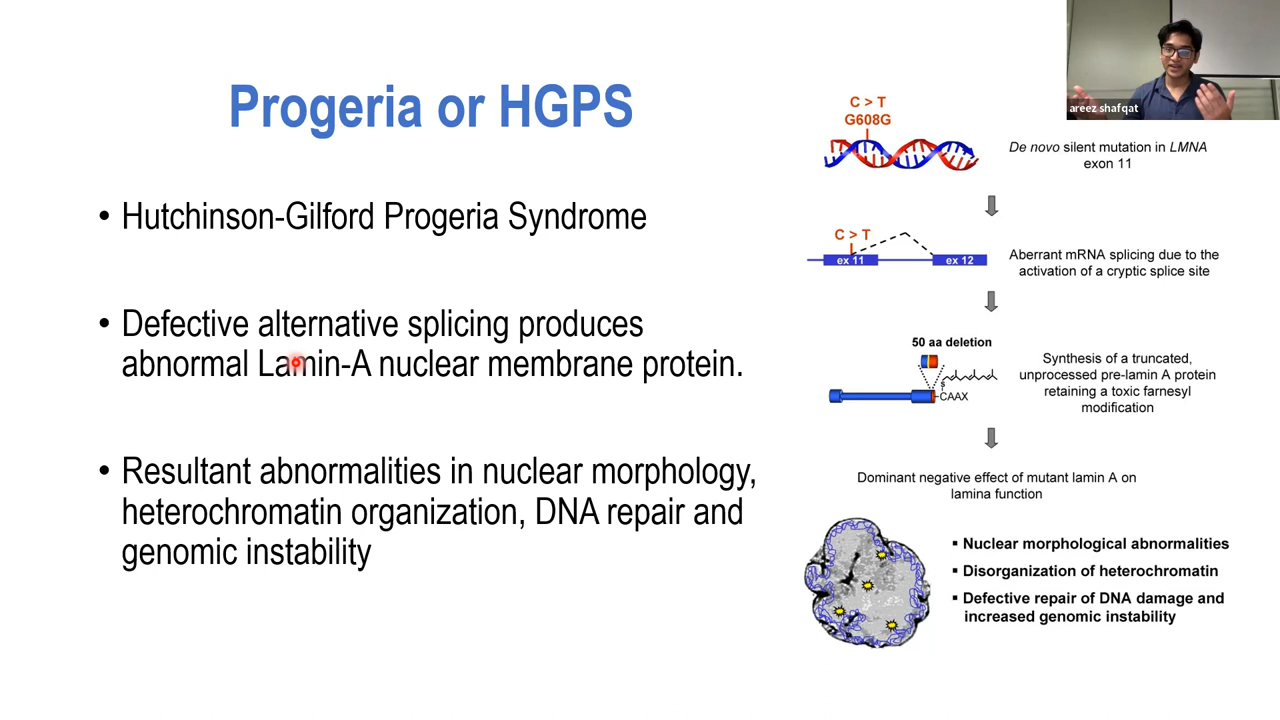 Progeria or HGPS
• Hutchinson-Gilford Progeria Syndrome
• Defective alternative splicing produces
abnormal Lamin-A nuclear membrane protein.
• Resultant abnormalities in nuclear morphology,
heterochromatin organization, DNA repair and
genomic instability
areez shafqat
C > T
G608G
De novo silent mutation in LMNA
exon 11
C > T
ex 11
ex 12
Aberrant mRNA splicing due to the
activation of a cryptic splice site
50 aa deletion
S
CAAX
Synthesis of a truncated,
unprocessed pre-lamin A protein
retaining a toxic farnesyl
modification
Dominant negative effect of mutant lamin A on
lamina function
▪ Nuclear morphological abnormalities
▪ Disorganization of heterochromatin
▪ Defective repair of DNA damage and
increased genomic instability